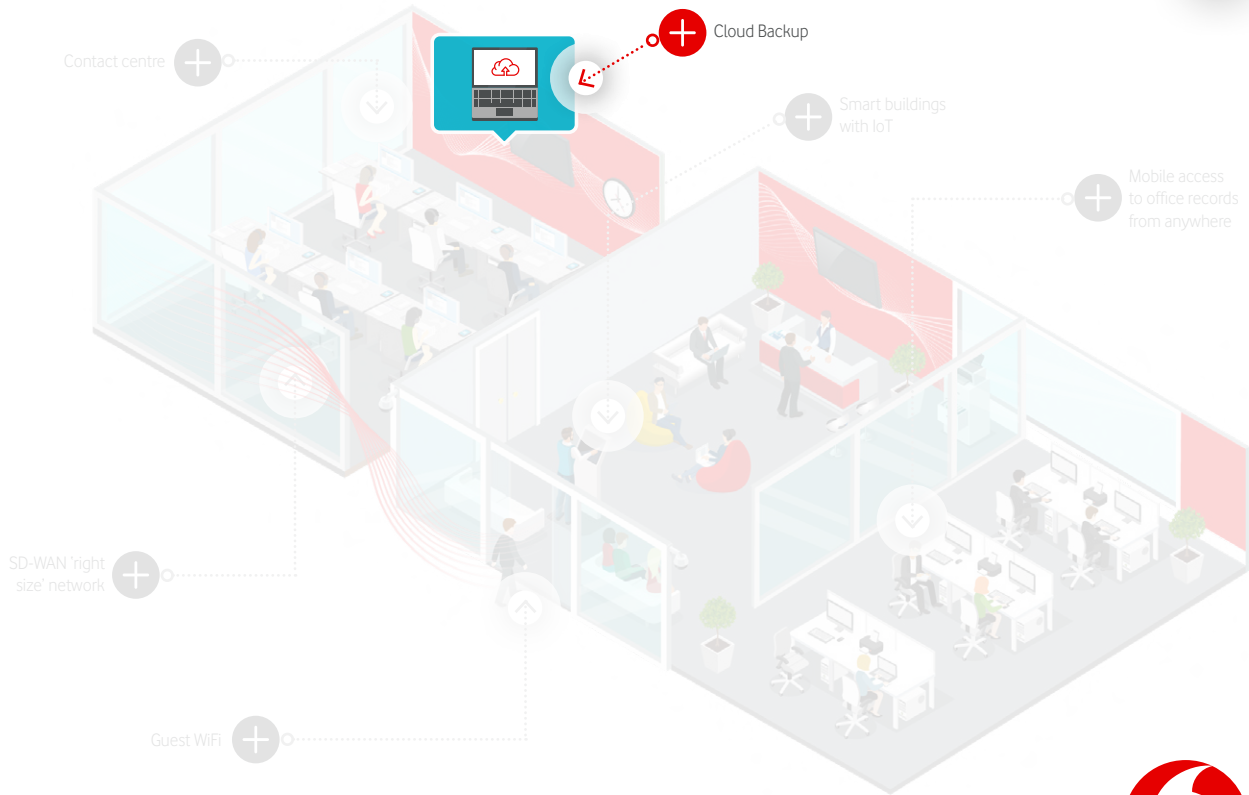 Cloud Backup
Contact centre
Smart buildings
with IoT
Mobile access
to office records
from anywhere
SD-WAN 'right
size' network
Guest WiFi